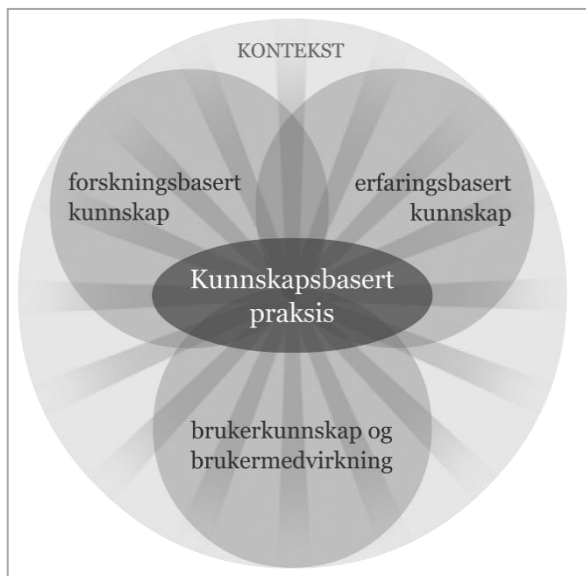 KONTEKST
forskningsbasert
kunnskap
erfaringsbasert
kunnskap
Kunnskapsbasert
praksis
brukerkunnskap og
brukermedvirkning